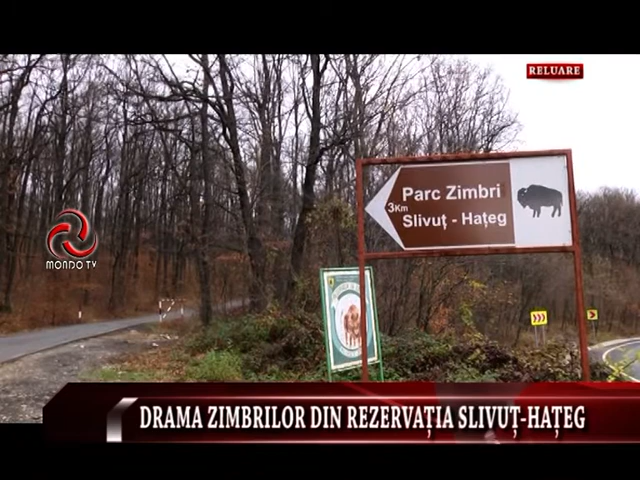 RELUARE
Parc Zimbri
3Km
Slivuț - Hațeg
MONDO TV
DRAMA ZIMBRILOR DIN REZERVAȚIA SLIVUȚ-HAȚEG